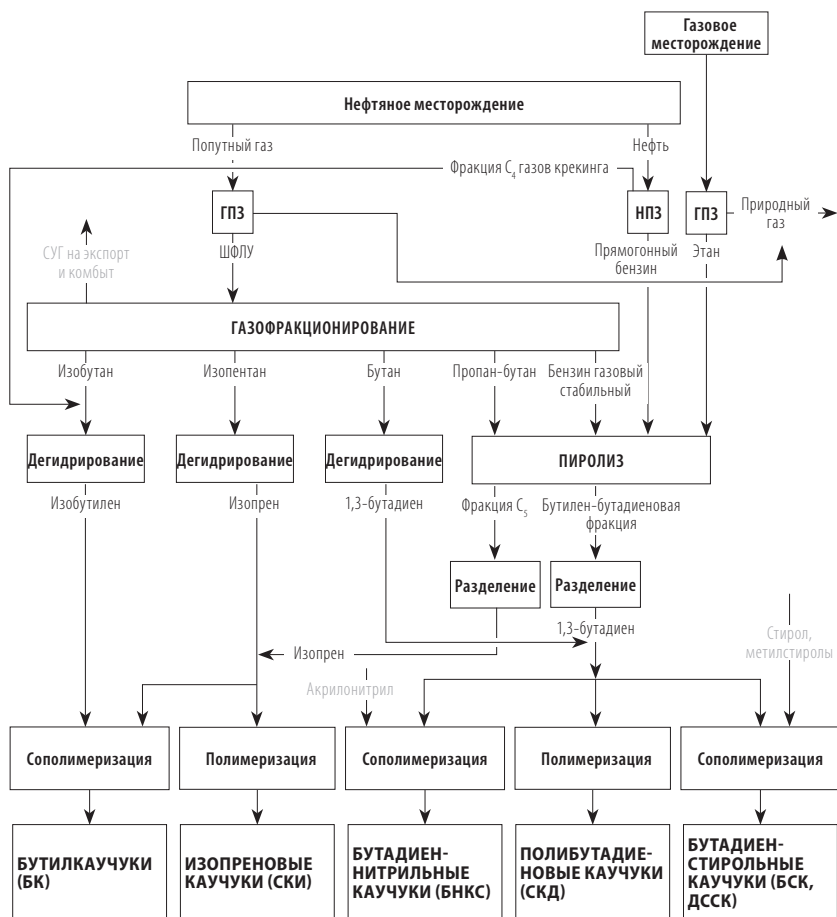 Газовое
месторождение
Нефтяное месторождение
Попутный газ
Нефть
Фракция C₄ газов крекинга
ГПЗ
НПЗ
ГПЗ
Природный
газ
СУГ на экспорт
и комбыт
ШФЛУ
Прямогонный
бензин
Этан
ГАЗОФРАКЦИОНИРОВАНИЕ
Изобутан
Изопентан
Бутан
Пропан-бутан
Бензин газовый
стабильный
Дегидрирование
Дегидрирование
Дегидрирование
ПИРОЛИЗ
Изобутилен
Изопрен
1,3-бутадиен
Фракция C₅
Бутилен-бутадиеновая
фракция
Разделение
Разделение
1,3-бутадиен
Стирол,
метилстиролы
Изопрен
Акрилонитрил
Сополимеризация
Полимеризация
Сополимеризация
Полимеризация
Сополимеризация
БУТИЛКАУЧУКИ
(БК)
ИЗОПРЕНОВЫЕ
КАУЧУКИ (СКИ)
БУТАДИЕН-
НИТРИЛЬНЫЕ
КАУЧУКИ (БНКС)
ПОЛИБУТАДИЕ-
НОВЫЕ КАУЧУКИ
(СКД)
БУТАДИЕН-
СТИРОЛЬНЫЕ
КАУЧУКИ (БСК,
ДССК)